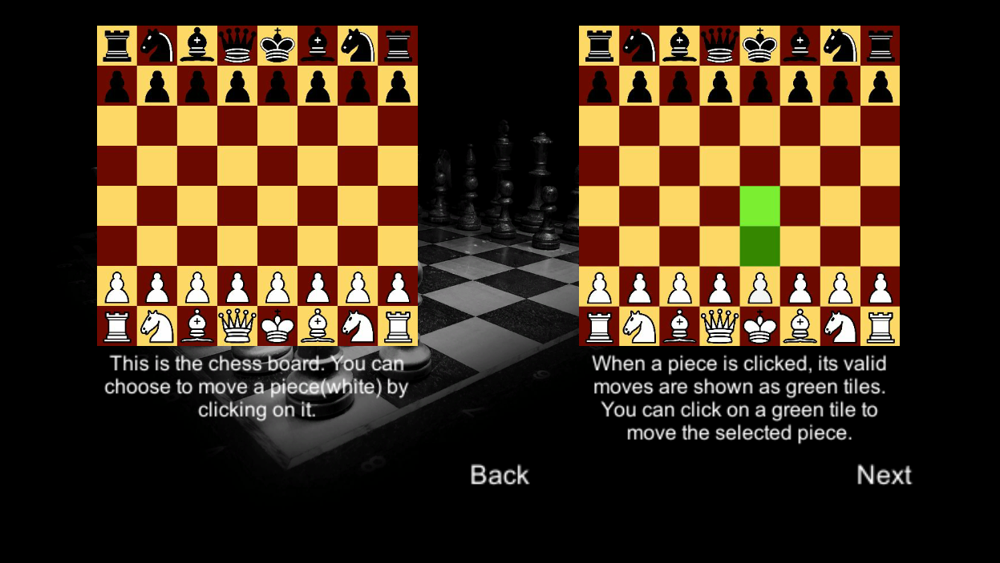 This is the chess board. You can
choose to move a piece(white) by
clicking on it.
When a piece is clicked, its valid
moves are shown as green tiles.
You can click on a green tile to
move the selected piece.
Back
Next